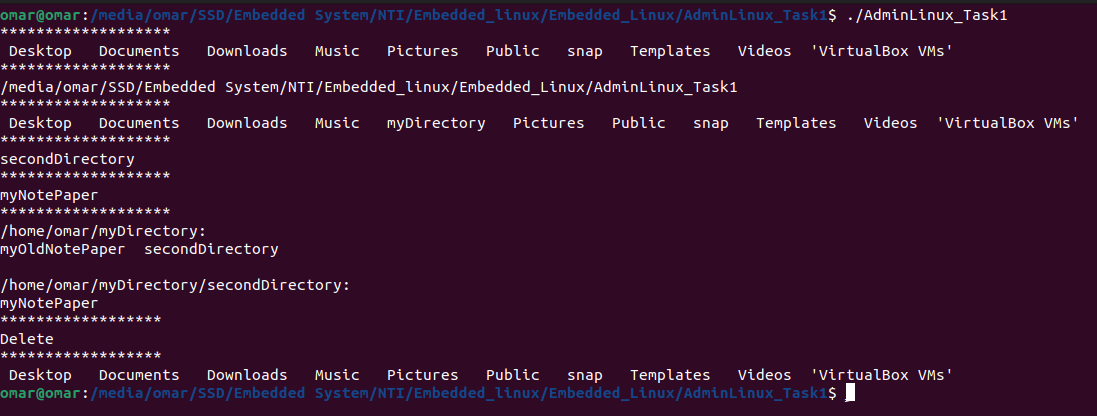 omar@omar:/media/omar/SSD/Embedded System/NTI/Embedded_linux/Embedded_Linux/AdminLinux_Task1$ ./AdminLinux_Task1
*******************
 Desktop   Documents   Downloads   Music   Pictures   Public   snap   Templates   Videos  'VirtualBox VMs'
*******************
/media/omar/SSD/Embedded System/NTI/Embedded_linux/Embedded_Linux/AdminLinux_Task1
*******************
 Desktop   Documents   Downloads   Music   myDirectory   Pictures   Public   snap   Templates   Videos  'VirtualBox VMs'
*******************
secondDirectory
*******************
myNotePaper
*******************
/home/omar/myDirectory:
myOldNotePaper  secondDirectory

/home/omar/myDirectory/secondDirectory:
myNotePaper
******************
Delete
******************
 Desktop   Documents   Downloads   Music   Pictures   Public   snap   Templates   Videos  'VirtualBox VMs'
omar@omar:/media/omar/SSD/Embedded System/NTI/Embedded_linux/Embedded_Linux/AdminLinux_Task1$